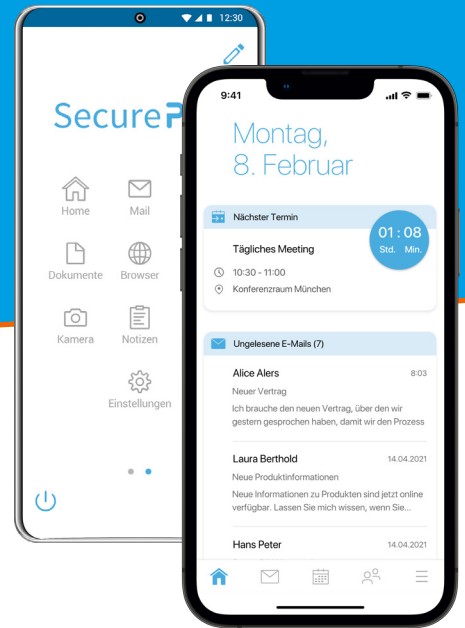 12:30
SecureP
Home
Mail
Dokumente
Browser
Kamera
Notizen
Einstellungen
9:41
Montag,
8. Februar
Nächster Termin
01 : 08
Std. Min.
Tägliches Meeting
10:30 - 11:00
Konferenzraum München
Ungelesene E-Mails (7)
Alice Alers 8:03
Neuer Vertrag
Ich brauche den neuen Vertrag, über den wir
gestern gesprochen haben, damit wir den Prozess
Laura Berthold 14.04.2021
Neue Produktinformationen
Neue Informationen zu Produkten sind jetzt online
verfügbar. Lassen Sie mich wissen, wenn Sie...
Hans Peter 14.04.2021